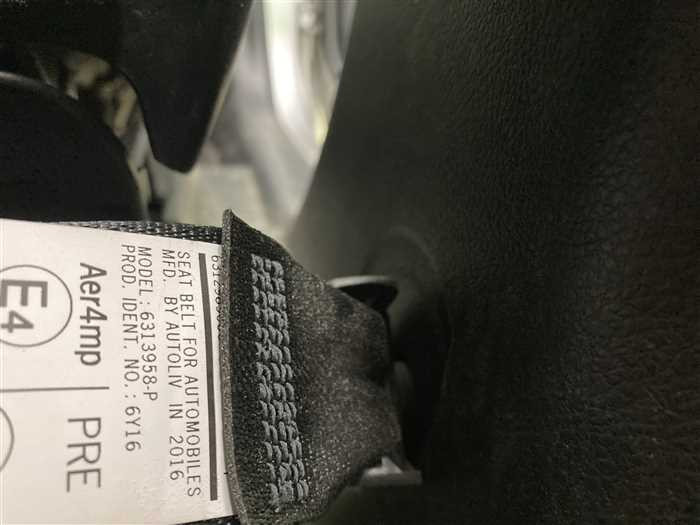 SEAT BELT FOR AUTOMOBILES
MFD. BY AUTOLIV IN 2016
MODEL: 6313958-P
PROD. IDENT. NO.: 6Y16
Aer4mp
PRE
E4